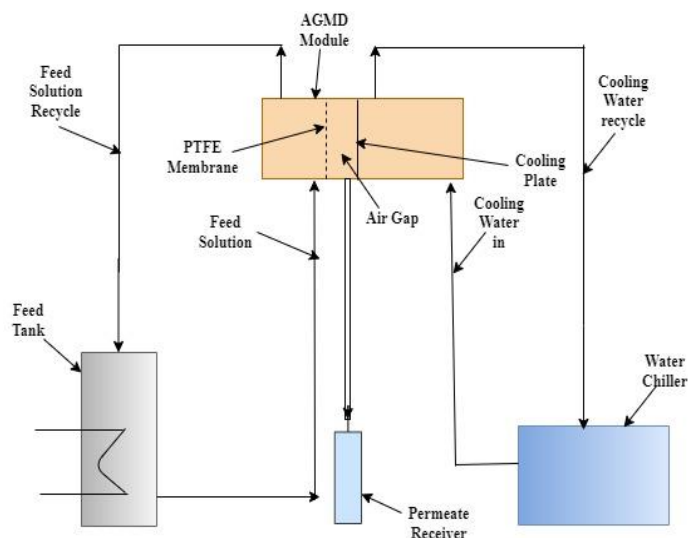 AGMD
Module
Feed
Solution
Recycle
Cooling
Water
recycle
PTFE
Membrane
Cooling
Plate
Air Gap
Feed
Solution
Cooling
Water
in
Feed
Tank
Water
Chiller
Permeate
Receiver